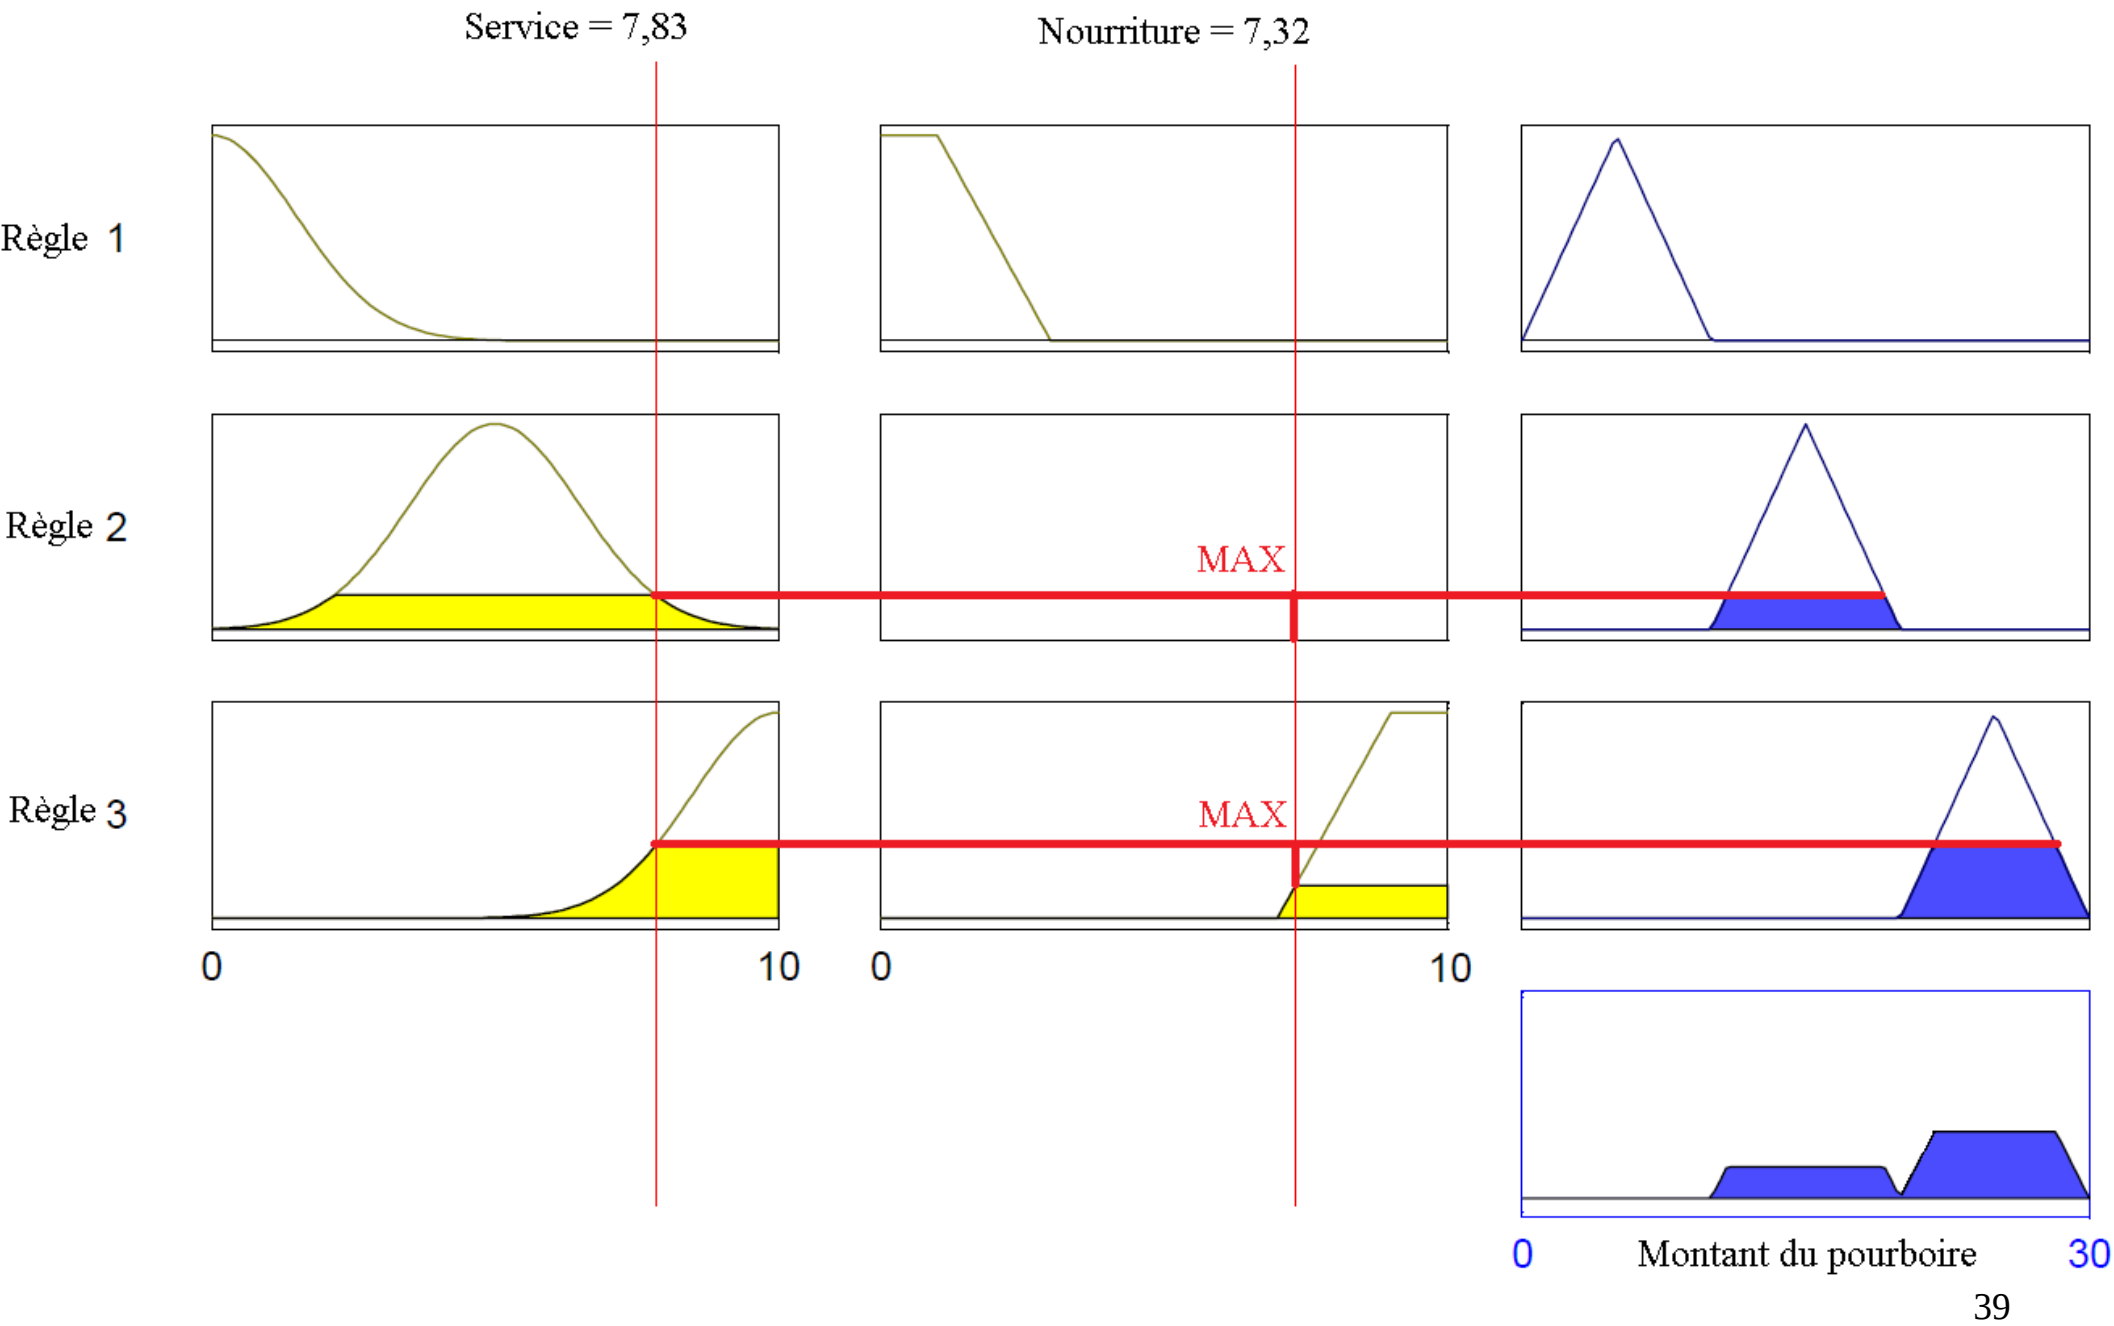 Service = 7,83
Nourriture = 7,32
Règle 1
Règle 2
MAX
Règle 3
MAX
0
10
0
10
0
Montant du pourboire
30
39